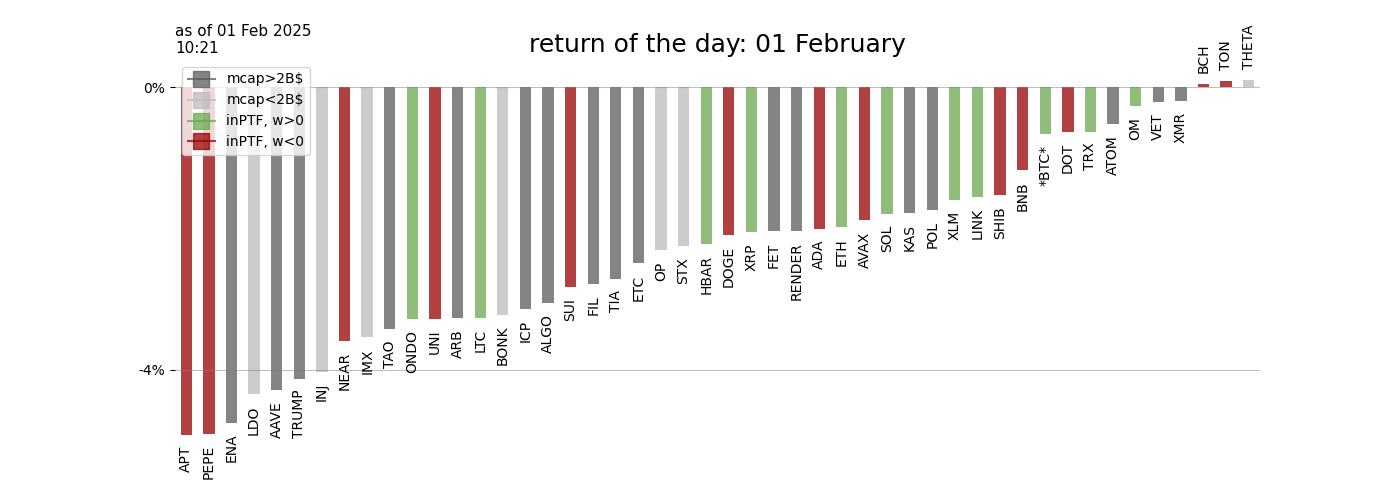 as of 01 Feb 2025
10:21
return of the day: 01 February
mcap>2B$
mcap<2B$
inPTF, w>0
inPTF, w<0
0%
-4%
APT
PEPE
ENA
LDO
AAVE
TRUMP
INJ
NEAR
IMX
TAO
ONDO
UNI
ARB
LTC
BONK
ICP
ALGO
SUI
FIL
TIA
ETC
OP
STX
HBAR
DOGE
XRP
FET
RENDER
ADA
ETH
AVAX
SOL
KAS
POL
XLM
LINK
SHIB
BNB
*BTC*
DOT
TRX
ATOM
OM
VET
XMR
BCH
TON
THETA